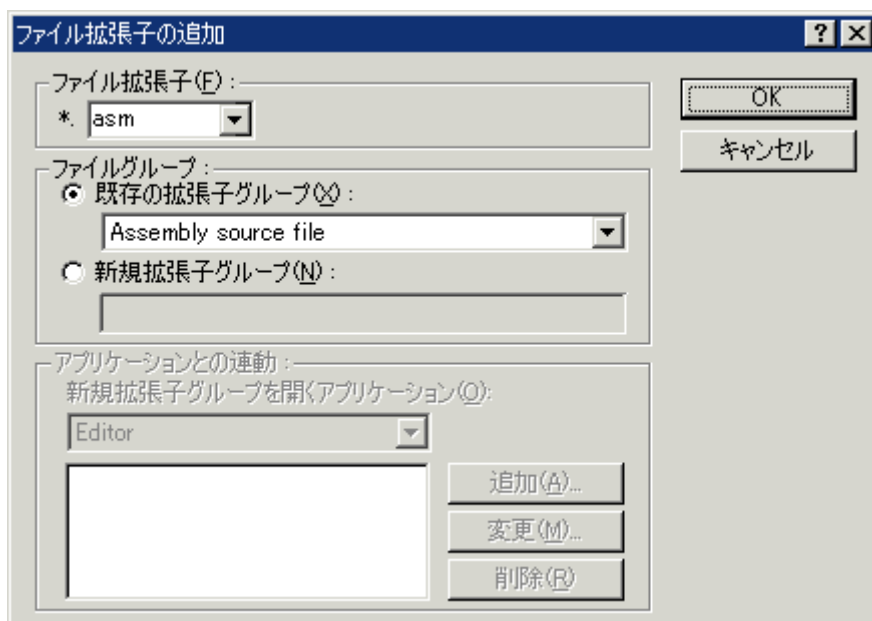 ファイル拡張子の追加
ファイル拡張子(F) :
*. asm
OK
キャンセル
ファイルグループ :
既存の拡張子グループ(X) :
Assembly source file
新規拡張子グループ(N) :
アプリケーションとの連動 :
新規拡張子グループを開くアプリケーション(O):
Editor
追加(A)...
変更(M)...
削除(R)